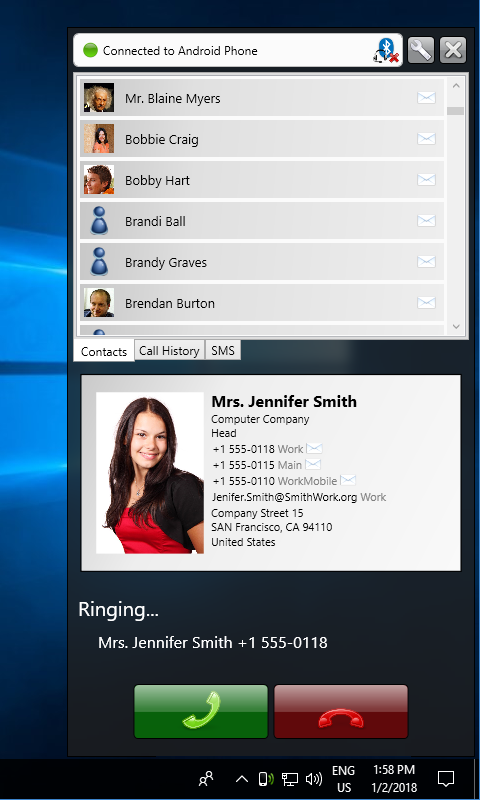 Connected to Android Phone
Mr. Blaine Myers
Bobbie Craig
Bobby Hart
Brandi Ball
Brandy Graves
Brendan Burton
Contacts Call History SMS
Mrs. Jennifer Smith
Computer Company
Head
+1 555-0118 Work
+1 555-0115 Main
+1 555-0110 WorkMobile
Jenifer.Smith@SmithWork.org Work
Company Street 15
SAN Francisco, CA 94110
United States
Ringing...
Mrs. Jennifer Smith +1 555-0118
ENG 1:58 PM
US 1/2/2018